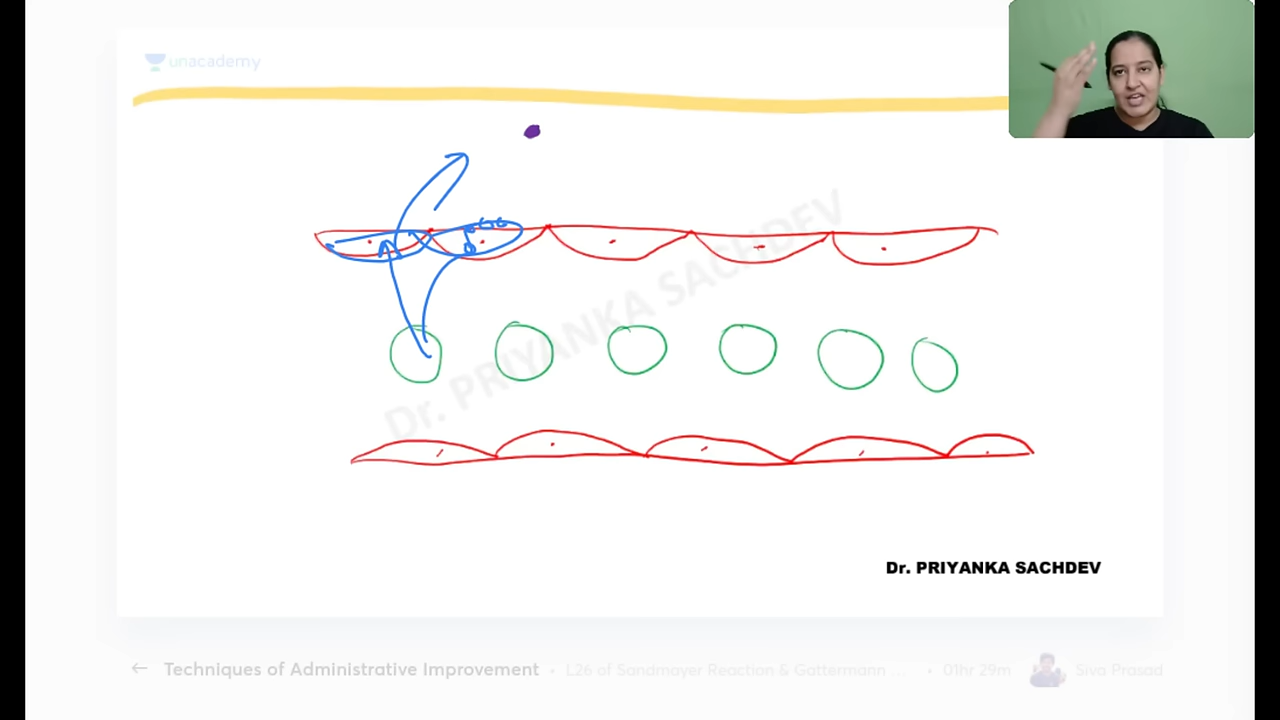 unacademy
Dr. PRIYANKA SACHDEV
Dr. PRIYANKA SACHDEV
← Techniques of Administrative Improvement • L26 of Sandmayer Reaction & Gattermann ... • 01hr 29m Siva Prasad